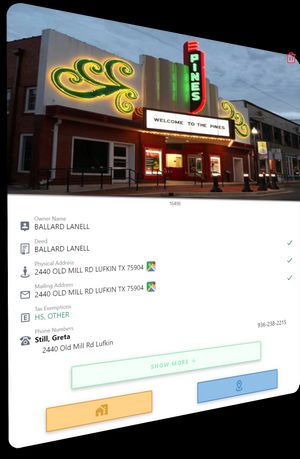 PINES
WELCOME TO THE PINES
16486
Owner Name
BALLARD LANELL
Deed
BALLARD LANELL
Physical Address
2440 OLD MILL RD LUFKIN TX 75904
Mailing Address
2440 OLD MILL RD LUFKIN TX 75904
Tax Exemptions
HS, OTHER
Phone Numbers
Still, Greta
936-238-2215
2440 Old Mill Rd Lufkin
SHOW MORE